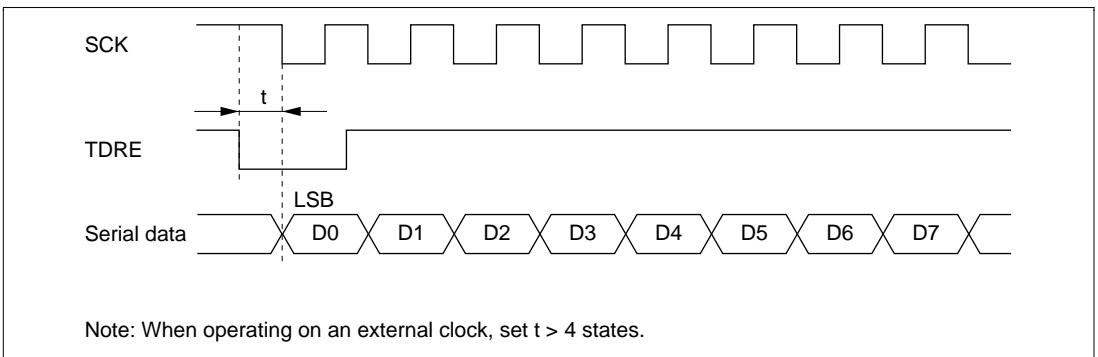 SCK
t
TDRE
LSB
Serial data D0 D1 D2 D3 D4 D5 D6 D7
Note: When operating on an external clock, set t > 4 states.